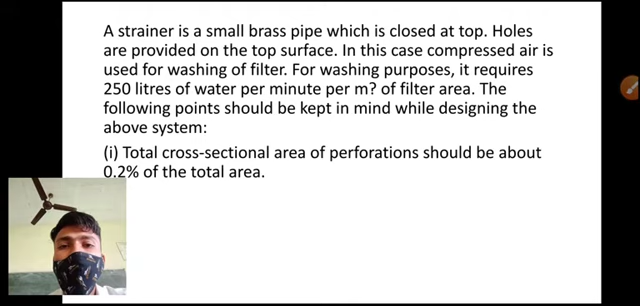 A strainer is a small brass pipe which is closed at top. Holes
are provided on the top surface. In this case compressed air is
used for washing of filter. For washing purposes, it requires
250 litres of water per minute per m? of filter area. The
following points should be kept in mind while designing the
above system:
(i) Total cross-sectional area of perforations should be about
0.2% of the total area.